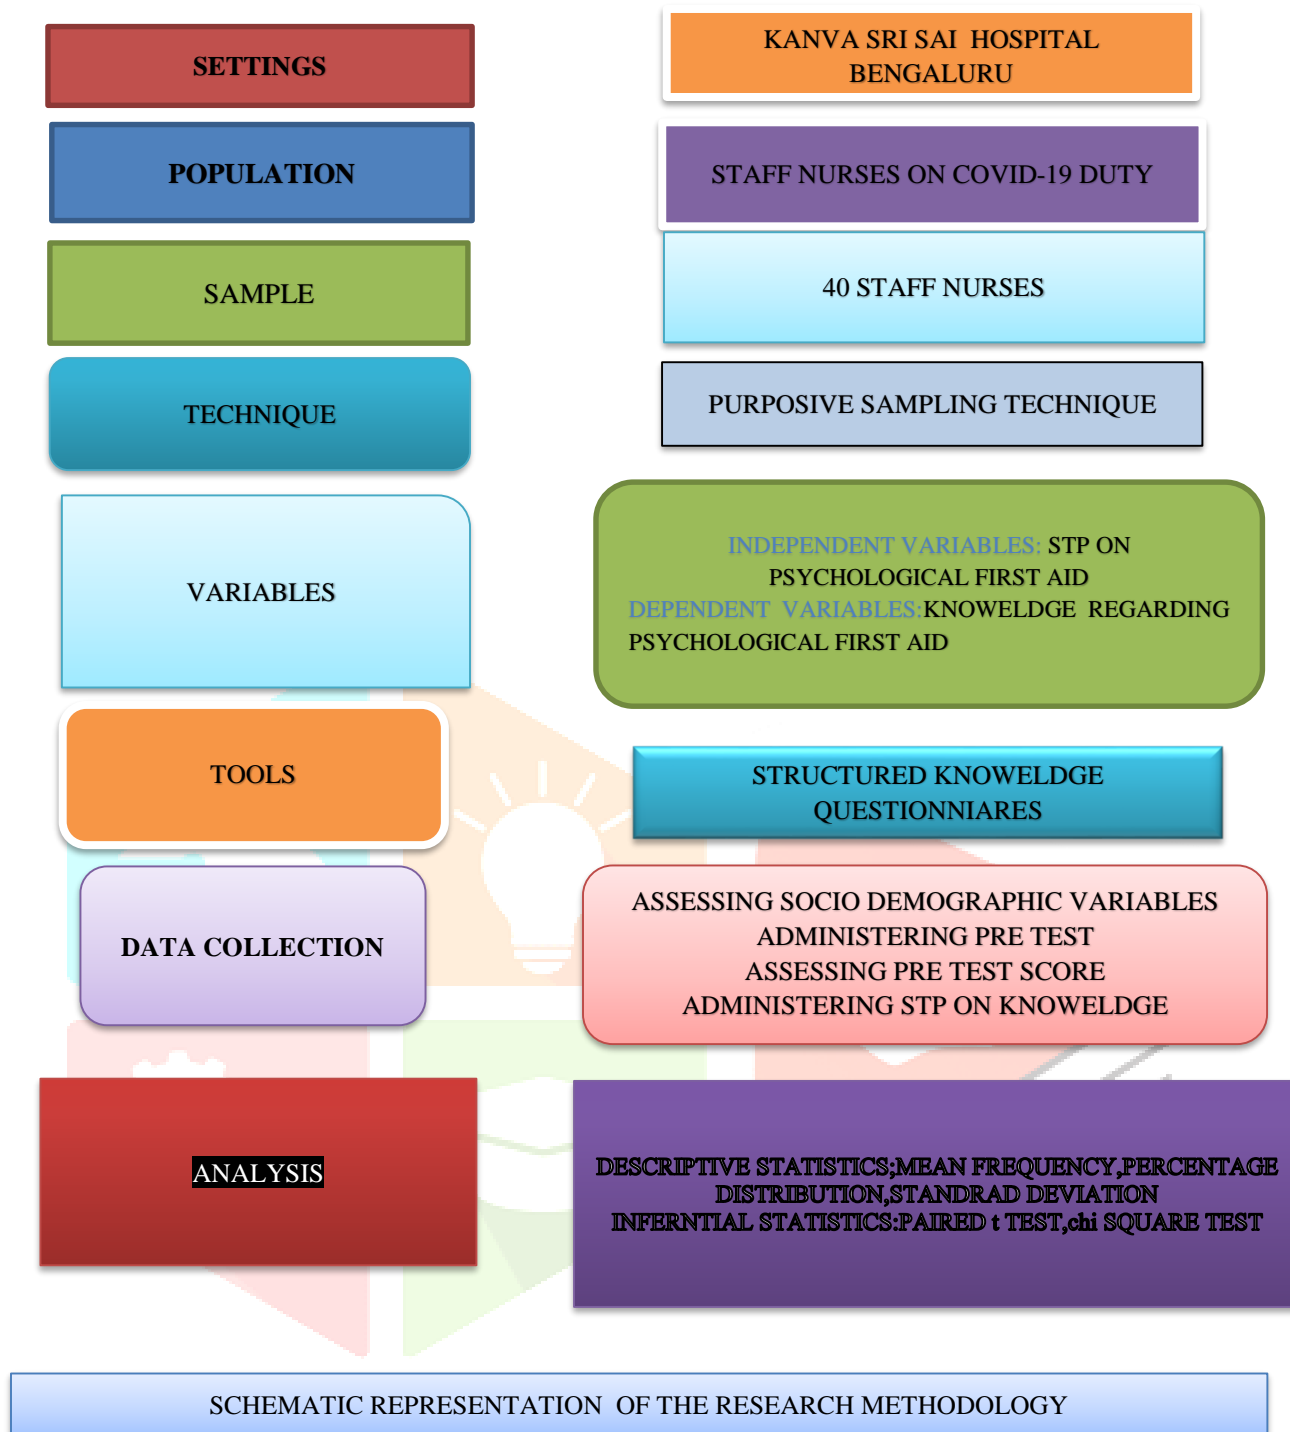 SETTINGS
KANVA SRI SAI HOSPITAL
BENGALURU
POPULATION
STAFF NURSES ON COVID-19 DUTY
SAMPLE
40 STAFF NURSES
TECHNIQUE
PURPOSIVE SAMPLING TECHNIQUE
VARIABLES
INDEPENDENT VARIABLES: STP ON
PSYCHOLOGICAL FIRST AID
DEPENDENT VARIABLES:KNOWELDGE REGARDING
PSYCHOLOGICAL FIRST AID
TOOLS
STRUCTURED KNOWELDGE
QUESTIONNIARES
DATA COLLECTION
ASSESSING SOCIO DEMOGRAPHIC VARIABLES
ADMINISTERING PRE TEST
ASSESSING PRE TEST SCORE
ADMINISTERING STP ON KNOWELDGE
ANALYSIS
DESCRIPTIVE STATISTICS;MEAN FREQUENCY,PERCENTAGE
DISTRIBUTION,STANDRAD DEVIATION
INFERNTIAL STATISTICS:PAIRED t TEST,chi SQUARE TEST
SCHEMATIC REPRESENTATION OF THE RESEARCH METHODOLOGY